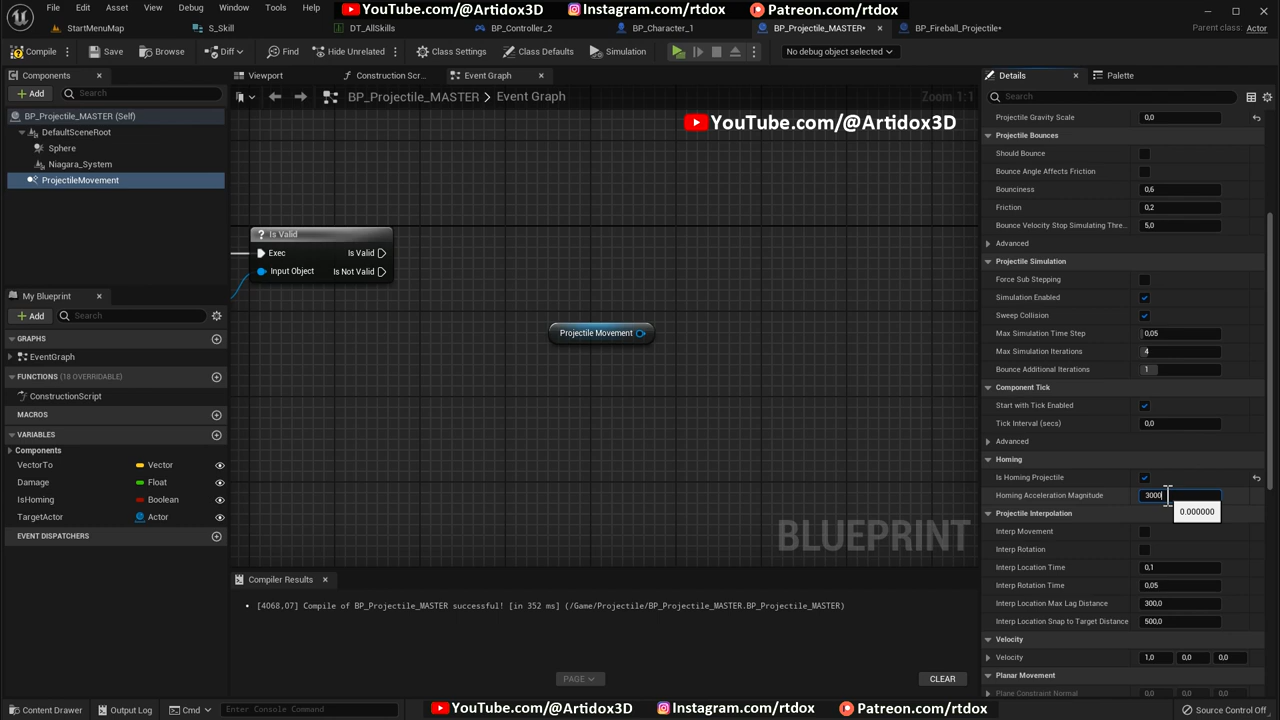 File Edit Asset View Debug Window Tools Help
YouTube.com/@Artidox3D Instagram.com/rtdox Patreon.com/rtdox
StartMenuMap S_Skill DT_AllSkills BP_Controller_2 BP_Character_1 BP_Projectile_MASTER* BP_Fireball_Projectile* Parent class: Actor
Compile Save Browse Diff Find Hide Unrelated Class Settings Class Defaults Simulation No debug object selected
Components
Add Search
BP_Projectile_MASTER (Self)
DefaultSceneRoot
Sphere
Niagara_System
ProjectileMovement
My Blueprint
Add Search
GRAPHS
EventGraph
FUNCTIONS (18 OVERRIDABLE)
ConstructionScript
MACROS
VARIABLES
Components
VectorTo Vector
Damage Float
IsHoming Boolean
TargetActor Actor
EVENT DISPATCHERS
Viewport Construction Scr... Event Graph
BP_Projectile_MASTER > Event Graph Zoom 1:1
YouTube.com/@Artidox3D
? Is Valid
Exec Is Valid
Input Object Is Not Valid
Projectile Movement
BLUEPRINT
Compiler Results
[4068,07] Compile of BP_Projectile_MASTER successful! [in 352 ms] (/Game/Projectile/BP_Projectile_MASTER.BP_Projectile_MASTER)
PAGE CLEAR
Details Palette
Search
Projectile Gravity Scale 0,0
Projectile Bounces
Should Bounce
Bounce Angle Affects Friction
Bounciness 0,6
Friction 0,2
Bounce Velocity Stop Simulating Thre... 5,0
Advanced
Projectile Simulation
Force Sub Stepping
Simulation Enabled
Sweep Collision
Max Simulation Time Step 0,05
Max Simulation Iterations 4
Bounce Additional Iterations 1
Component Tick
Start with Tick Enabled
Tick Interval (secs) 0,0
Advanced
Homing
Is Homing Projectile
Homing Acceleration Magnitude 3000
0.000000
Projectile Interpolation
Interp Movement
Interp Rotation
Interp Location Time 0,1
Interp Rotation Time 0,05
Interp Location Max Lag Distance 300,0
Interp Location Snap to Target Distance 500,0
Velocity
Velocity 1,0 0,0 0,0
Planar Movement
Plane Constraint Normal 0,0 0,0 0,0
Content Drawer Output Log Cmd Enter Console Command YouTube.com/@Artidox3D Instagram.com/rtdox Patreon.com/rtdox Source Control Off